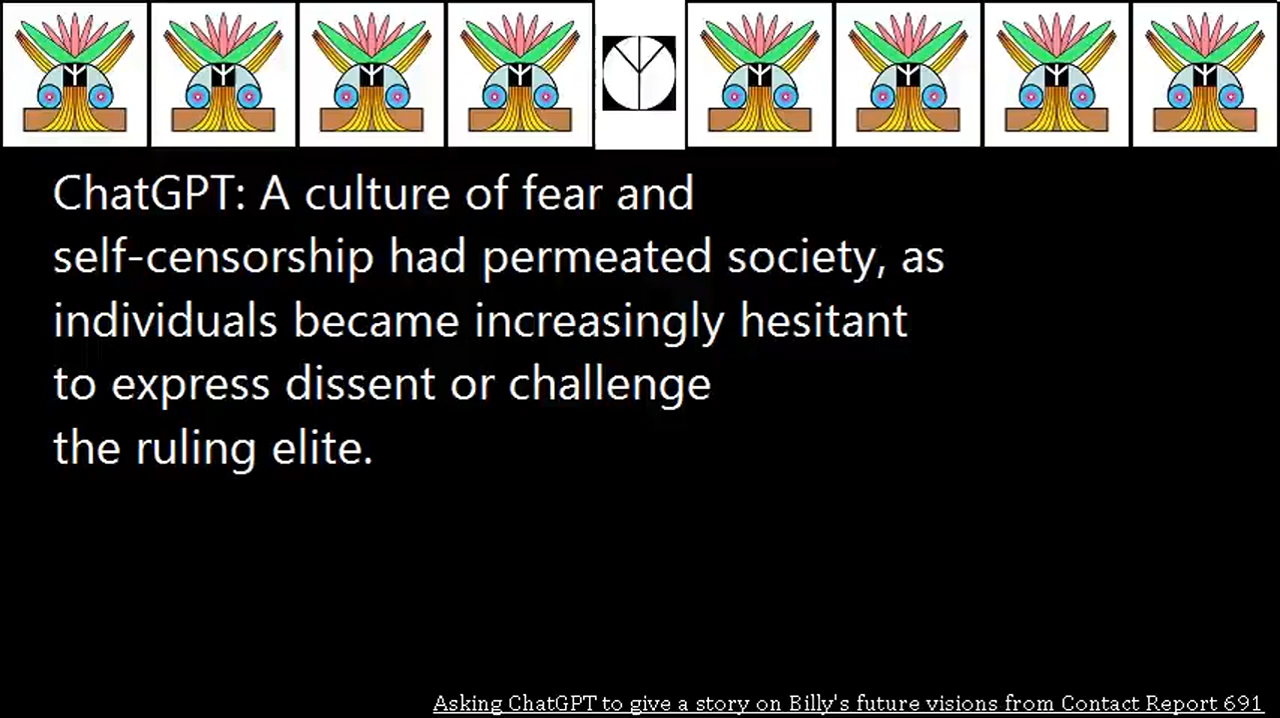 ChatGPT: A culture of fear and
self-censorship had permeated society, as
individuals became increasingly hesitant
to express dissent or challenge
the ruling elite.
Asking ChatGPT to give a story on Billy's future visions from Contact Report 691